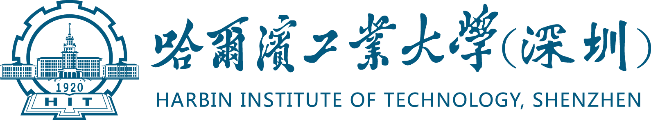 哈爾濱工業大學(深圳)
HARBIN INSTITUTE OF TECHNOLOGY, SHENZHEN
1920
HIT